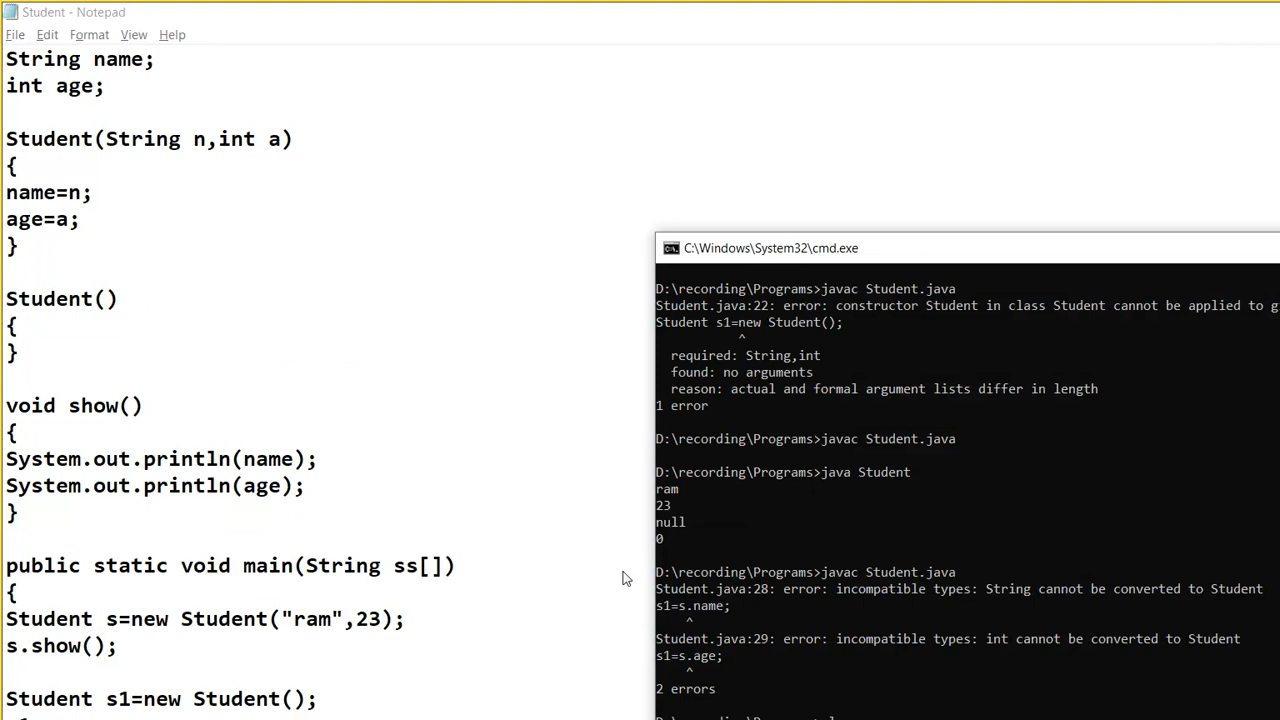 Student - Notepad
File Edit Format View Help
String name;
int age;
Student(String n,int a)
{
name=n;
age=a;
}
Student()
{
}
void show()
{
System.out.println(name);
System.out.println(age);
}
public static void main(String ss[])
{
Student s=new Student("ram",23);
s.show();
Student s1=new Student();
C:\Windows\System32\cmd.exe
D:\recording\Programs>javac Student.java
Student.java:22: error: constructor Student in class Student cannot be applied to g
Student s1=new Student();
^
required: String,int
found: no arguments
reason: actual and formal argument lists differ in length
1 error
D:\recording\Programs>javac Student.java
D:\recording\Programs>java Student
ram
23
null
0
D:\recording\Programs>javac Student.java
Student.java:28: error: incompatible types: String cannot be converted to Student
s1=s.name;
^
Student.java:29: error: incompatible types: int cannot be converted to Student
s1=s.age;
^
2 errors